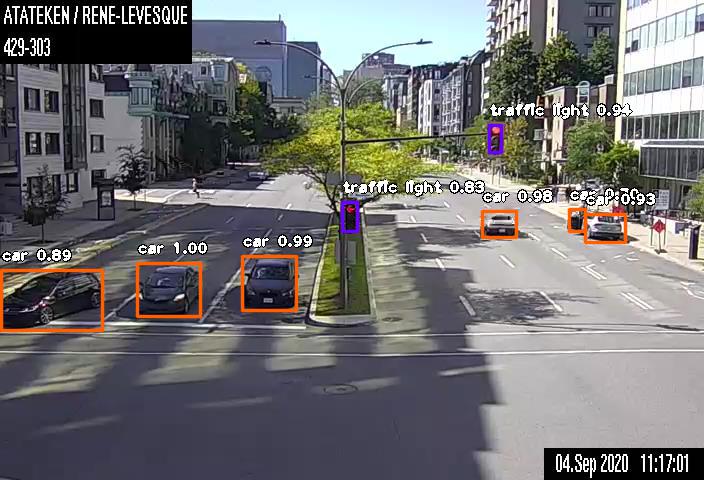 ATATEKEN / RENE-LEVESQUE
429-303
traffic light 0.94
traffic light 0.83
car 0.98
car 0.93
car 0.99
car 1.00
car 0.89
04.Sep 2020 11:17:01